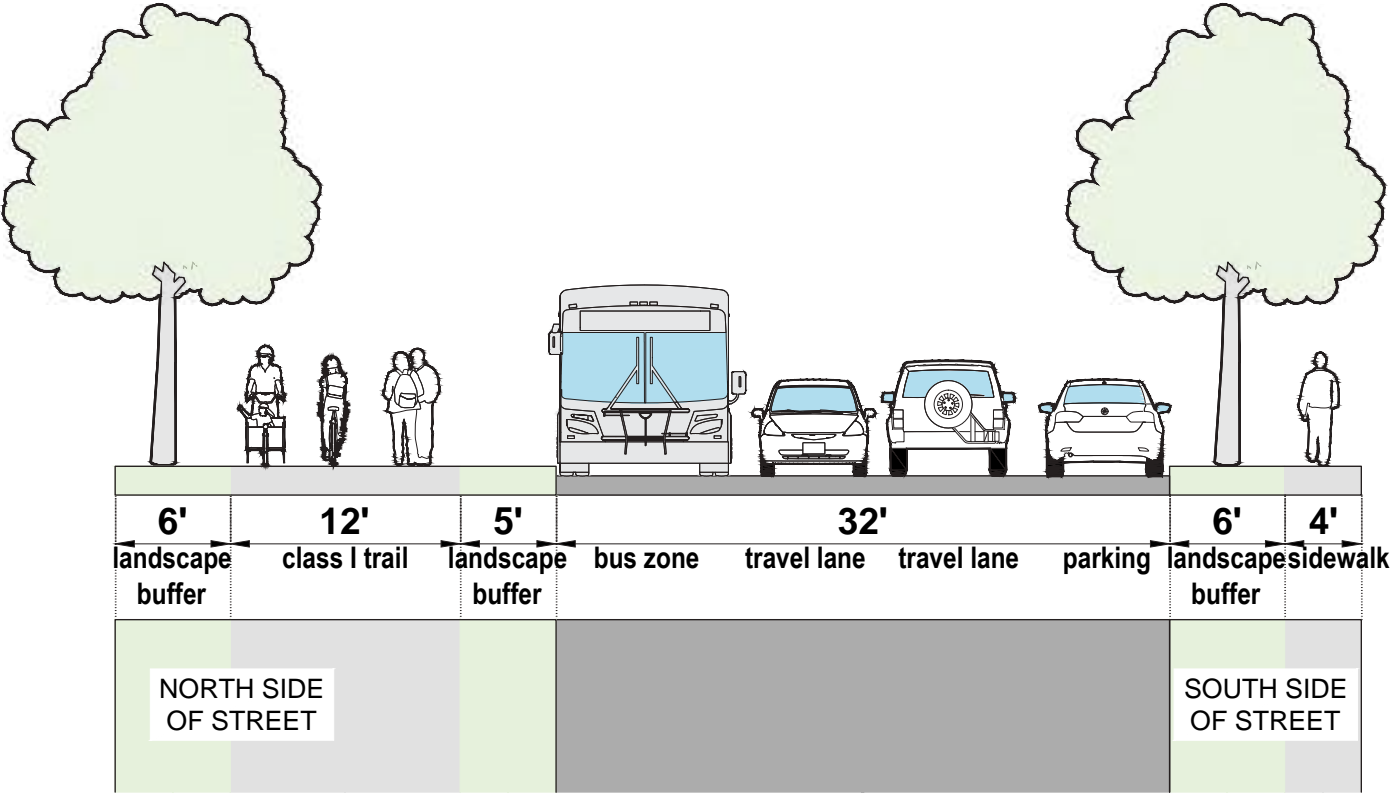 6' 12' 5' 32' 6' 4'
landscape class I trail landscape bus zone travel lane travel lane parking landscape sidewalk
buffer buffer buffer
NORTH SIDE
OF STREET
SOUTH SIDE
OF STREET